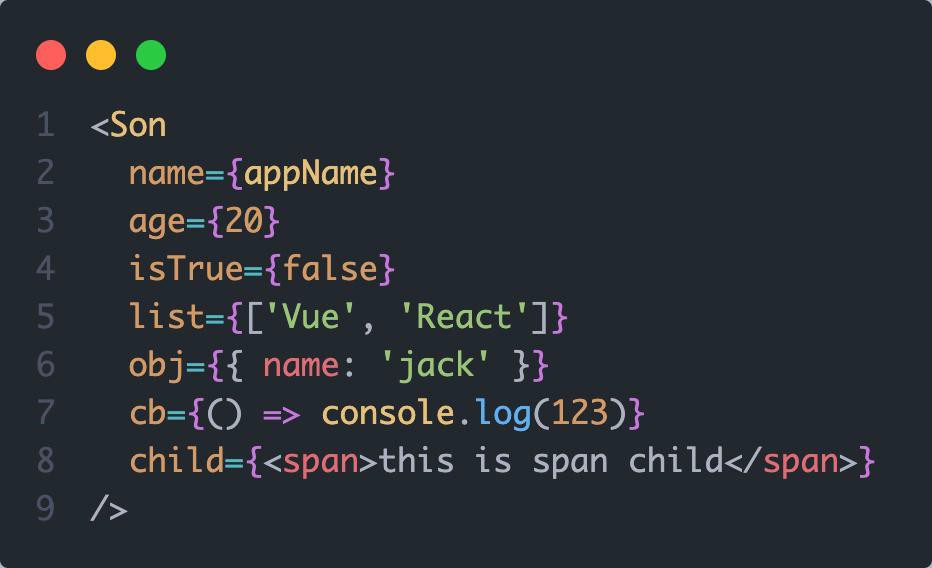 1 <Son
2   name={appName}
3   age={20}
4   isTrue={false}
5   list={['Vue', 'React']}
6   obj={{ name: 'jack' }}
7   cb={() => console.log(123)}
8   child={<span>this is span child</span>}
9 />